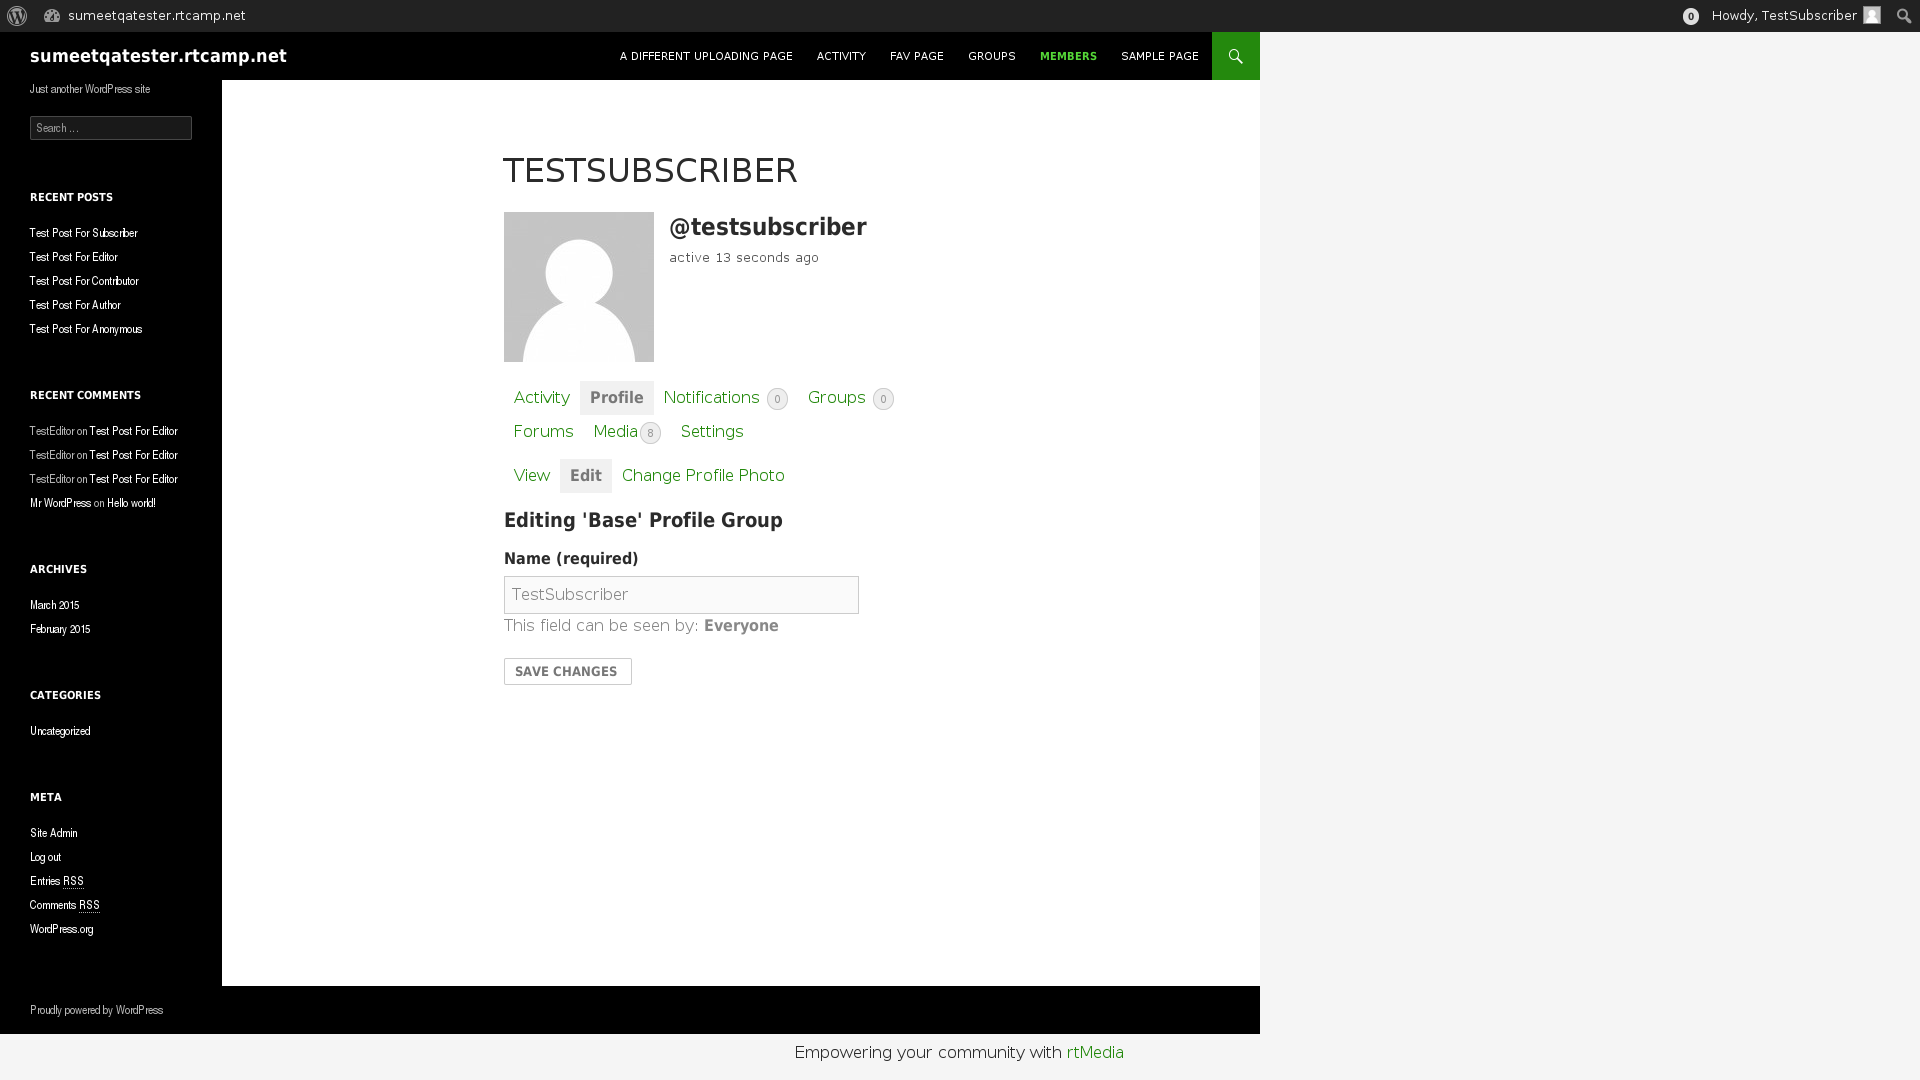 sumeetqatester.rtcamp.net
0 Howdy, TestSubscriber
sumeetqatester.rtcamp.net
A DIFFERENT UPLOADING PAGE ACTIVITY FAV PAGE GROUPS MEMBERS SAMPLE PAGE
Just another WordPress site
Search …
RECENT POSTS
Test Post For Subscriber
Test Post For Editor
Test Post For Contributor
Test Post For Author
Test Post For Anonymous
RECENT COMMENTS
TestEditor on Test Post For Editor
TestEditor on Test Post For Editor
TestEditor on Test Post For Editor
Mr WordPress on Hello world!
ARCHIVES
March 2015
February 2015
CATEGORIES
Uncategorized
META
Site Admin
Log out
Entries RSS
Comments RSS
WordPress.org
TESTSUBSCRIBER
@testsubscriber
active 13 seconds ago
Activity Profile Notifications 0 Groups 0
Forums Media 8 Settings
View Edit Change Profile Photo
Editing 'Base' Profile Group
Name (required)
TestSubscriber
This field can be seen by: Everyone
SAVE CHANGES
Proudly powered by WordPress
Empowering your community with rtMedia